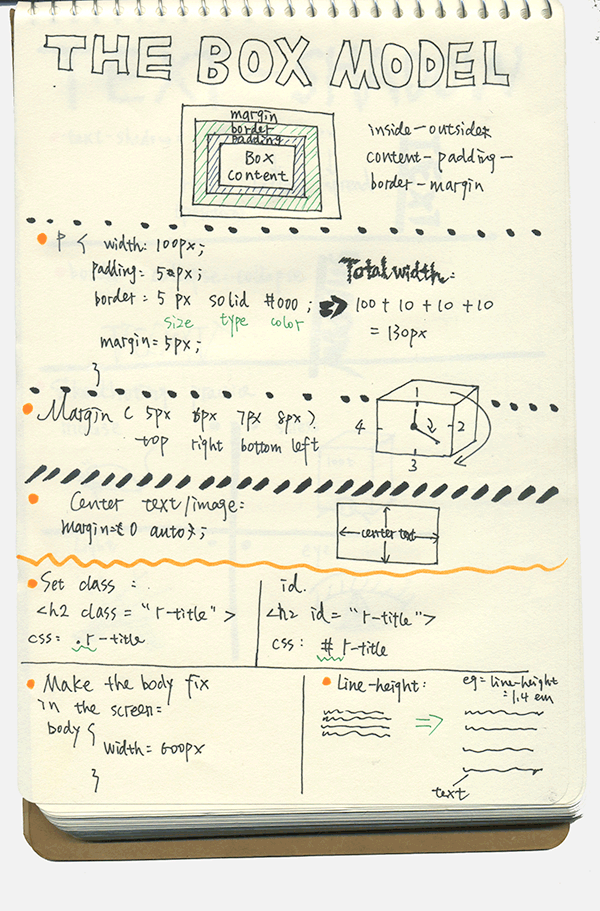 THE BOX MODEL
margin
border
padding
Box
content
inside-outsider
content-padding-
border-margin
P { width: 100px;
padding: 5px;
border: 5 px solid #000;
size type color
margin: 5px;
}
Total width:
⇒ 100 + 10 + 10 + 10
= 130px
Margin ( 5px 6px 7px 8px )
top right bottom left
1
4 2
3
Center text/image:
margin: 0 auto;
center text
Set class :
<h2 class = "r-title" >
css: .r-title
id.
<h2 id = "r-title">
css: # r-title
Make the body fix
in the screen:
body {
width: 600px
}
Line-height:
eg: line-height
: 1.4 em
⇒
text